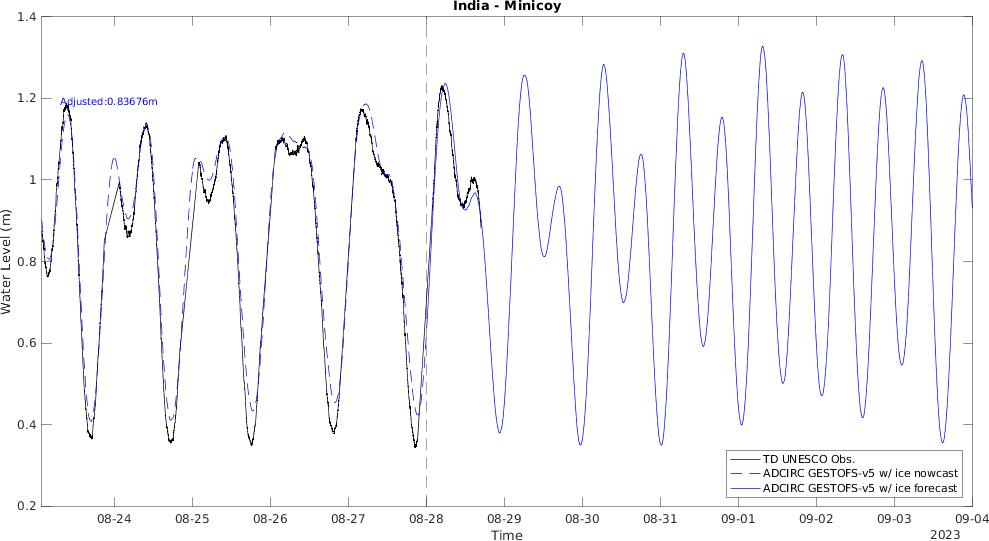 India - Minicoy
1.4
1.2
1
0.8
0.6
0.4
0.2
Water Level (m)
Adjusted:0.83676m
TD UNESCO Obs.
ADCIRC GESTOFS-v5 w/ ice nowcast
ADCIRC GESTOFS-v5 w/ ice forecast
08-24 08-25 08-26 08-27 08-28 08-29 08-30 08-31 09-01 09-02 09-03 09-04
Time
2023